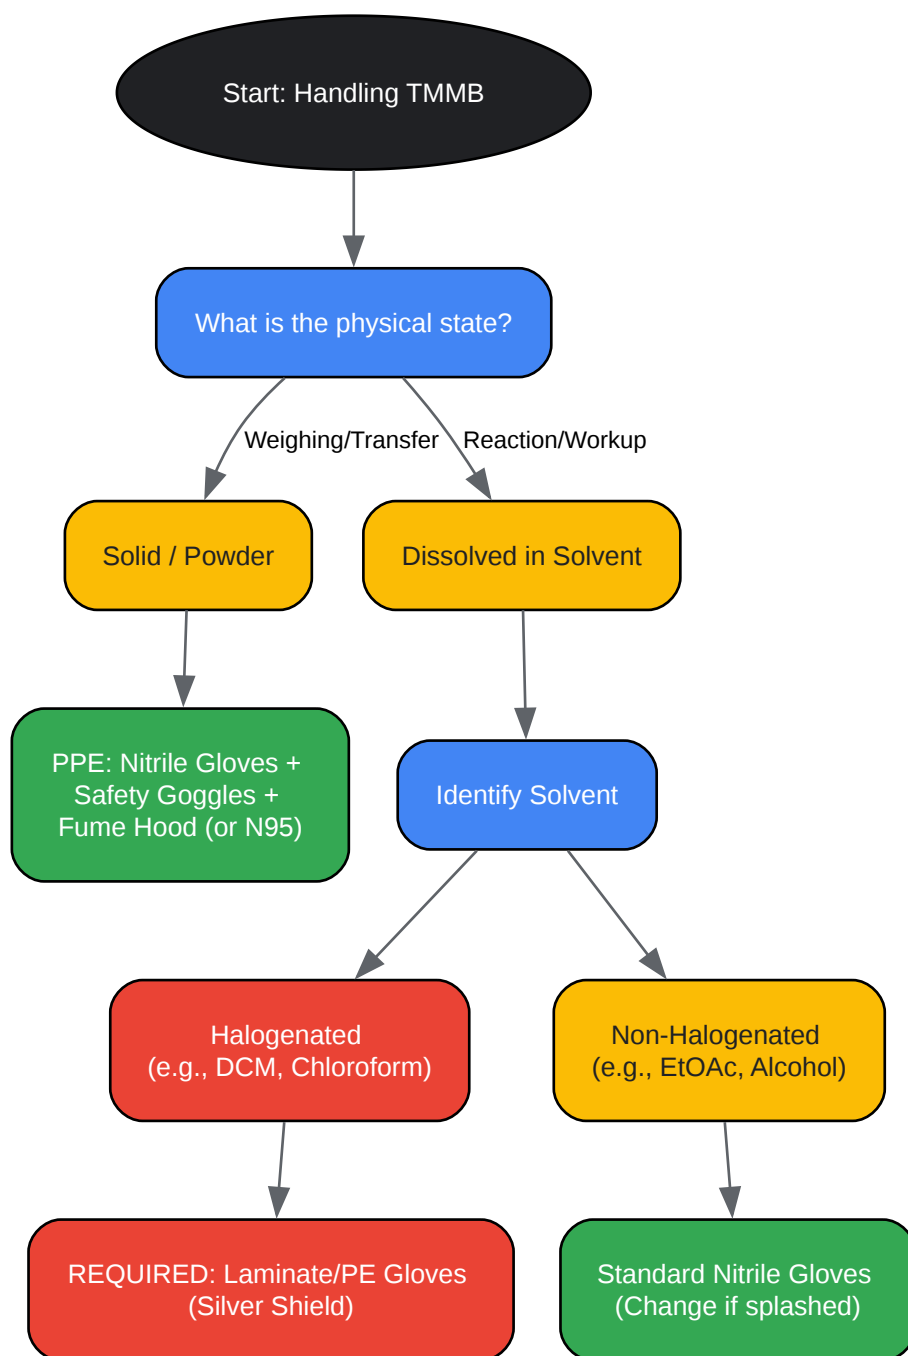 Start: Handling TMMB
What is the physical state?
Weighing/Transfer
Reaction/Workup
Solid / Powder
Dissolved in Solvent
PPE: Nitrile Gloves +
Safety Goggles +
Fume Hood (or N95)
Identify Solvent
Halogenated
(e.g., DCM, Chloroform)
Non-Halogenated
(e.g., EtOAc, Alcohol)
REQUIRED: Laminate/PE Gloves
(Silver Shield)
Standard Nitrile Gloves
(Change if splashed)